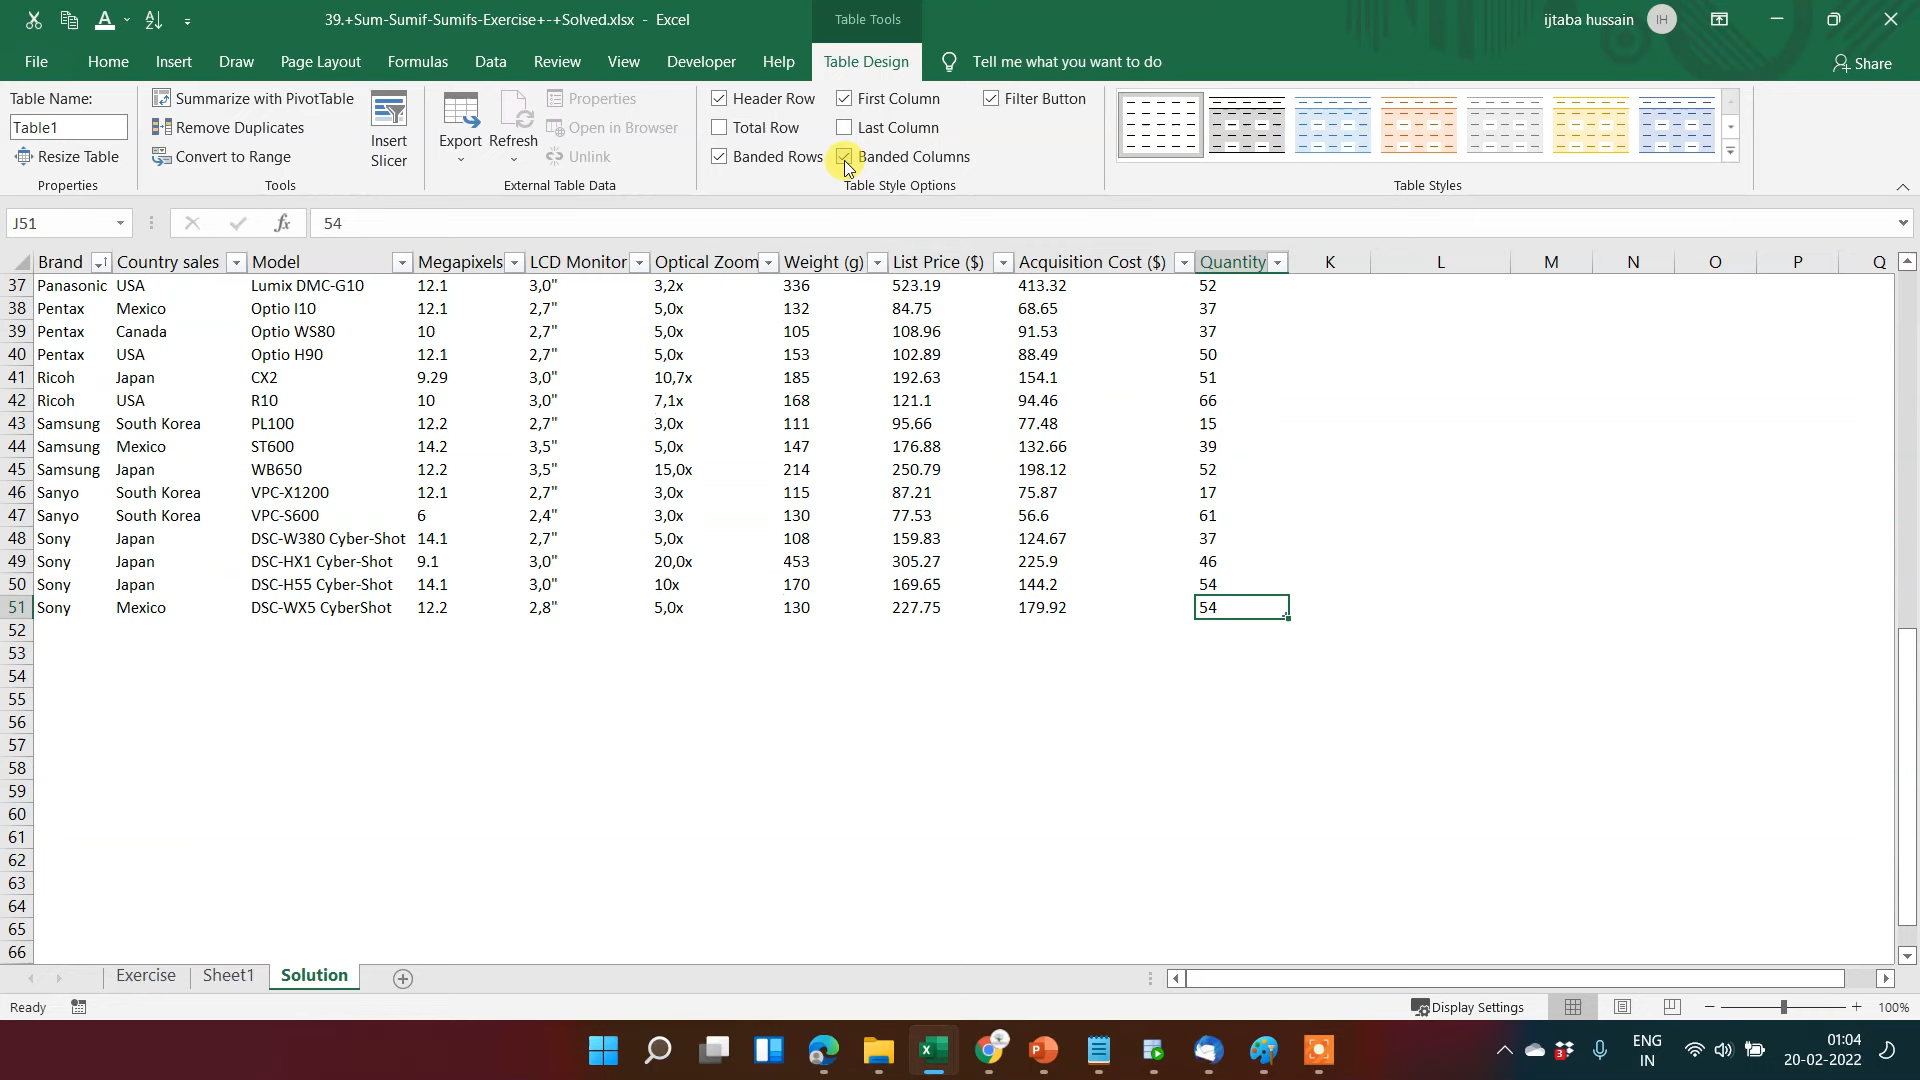 39.+Sum-Sumif-Sumifs-Exercise+-+Solved.xlsx - Excel
Table Tools
ijtaba hussain
IH
File Home Insert Draw Page Layout Formulas Data Review View Developer Help Table Design Tell me what you want to do Share
Table Name:
Table1
Resize Table
Properties
Summarize with PivotTable
Remove Duplicates
Convert to Range
Tools
Insert
Slicer
Export
Refresh
Properties
Open in Browser
Unlink
External Table Data
Header Row First Column Filter Button
Total Row Last Column
Banded Rows Banded Columns
Table Style Options
Table Styles
J51 fx 54
Brand Country sales Model Megapixels LCD Monitor Optical Zoom Weight (g) List Price ($) Acquisition Cost ($) Quantity K L M N O P Q
37 Panasonic USA Lumix DMC-G10 12.1 3,0" 3,2x 336 523.19 413.32 52
38 Pentax Mexico Optio I10 12.1 2,7" 5,0x 132 84.75 68.65 37
39 Pentax Canada Optio WS80 10 2,7" 5,0x 105 108.96 91.53 37
40 Pentax USA Optio H90 12.1 2,7" 5,0x 153 102.89 88.49 50
41 Ricoh Japan CX2 9.29 3,0" 10,7x 185 192.63 154.1 51
42 Ricoh USA R10 10 3,0" 7,1x 168 121.1 94.46 66
43 Samsung South Korea PL100 12.2 2,7" 3,0x 111 95.66 77.48 15
44 Samsung Mexico ST600 14.2 3,5" 5,0x 147 176.88 132.66 39
45 Samsung Japan WB650 12.2 3,5" 15,0x 214 250.79 198.12 52
46 Sanyo South Korea VPC-X1200 12.1 2,7" 3,0x 115 87.21 75.87 17
47 Sanyo South Korea VPC-S600 6 2,4" 3,0x 130 77.53 56.6 61
48 Sony Japan DSC-W380 Cyber-Shot 14.1 2,7" 5,0x 108 159.83 124.67 37
49 Sony Japan DSC-HX1 Cyber-Shot 9.1 3,0" 20,0x 453 305.27 225.9 46
50 Sony Japan DSC-H55 Cyber-Shot 14.1 3,0" 10x 170 169.65 144.2 54
51 Sony Mexico DSC-WX5 CyberShot 12.2 2,8" 5,0x 130 227.75 179.92 54
52
53
54
55
56
57
58
59
60
61
62
63
64
65
66
Exercise Sheet1 Solution
Ready
Display Settings
100%
ENG
IN
01:04
20-02-2022